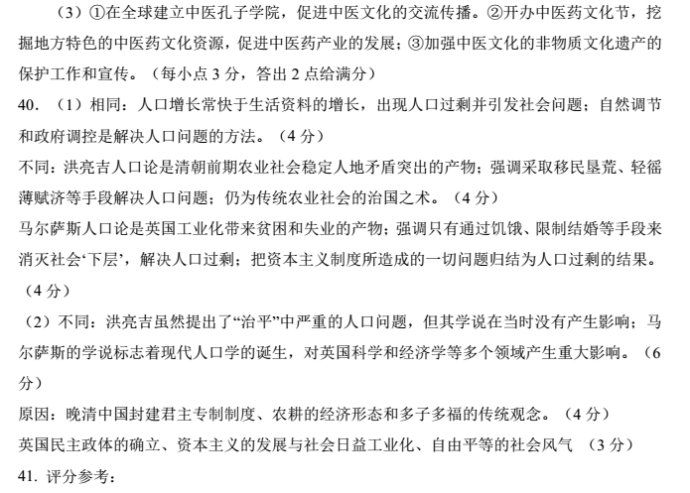 （3）①在全球建立中医孔子学院，促进中医文化的交流传播。②开办中医药文化节，挖
掘地方特色的中医药文化资源，促进中医药产业的发展；③加强中医文化的非物质文化遗产的
保护工作和宣传。（每小点 3 分，答出 2 点给满分）
40.（1）相同：人口增长常快于生活资料的增长，出现人口过剩并引发社会问题；自然调节
和政府调控是解决人口问题的方法。（4 分）
不同：洪亮吉人口论是清朝前期农业社会稳定人地矛盾突出的产物；强调采取移民垦荒、轻徭
薄赋济等手段解决人口问题；仍为传统农业社会的治国之术。（4 分）
马尔萨斯人口论是英国工业化带来贫困和失业的产物；强调只有通过饥饿、限制结婚等手段来
消灭社会‘下层’，解决人口过剩；把资本主义制度所造成的一切问题归结为人口过剩的结果。
（4 分）
（2）不同：洪亮吉虽然提出了“治平”中严重的人口问题，但其学说在当时没有产生影响；马
尔萨斯的学说标志着现代人口学的诞生，对英国科学和经济学等多个领域产生重大影响。（6
分）
原因：晚清中国封建君主专制制度、农耕的经济形态和多子多福的传统观念。（4 分）
英国民主政体的确立、资本主义的发展与社会日益工业化、自由平等的社会风气 （3 分）
41. 评分参考：